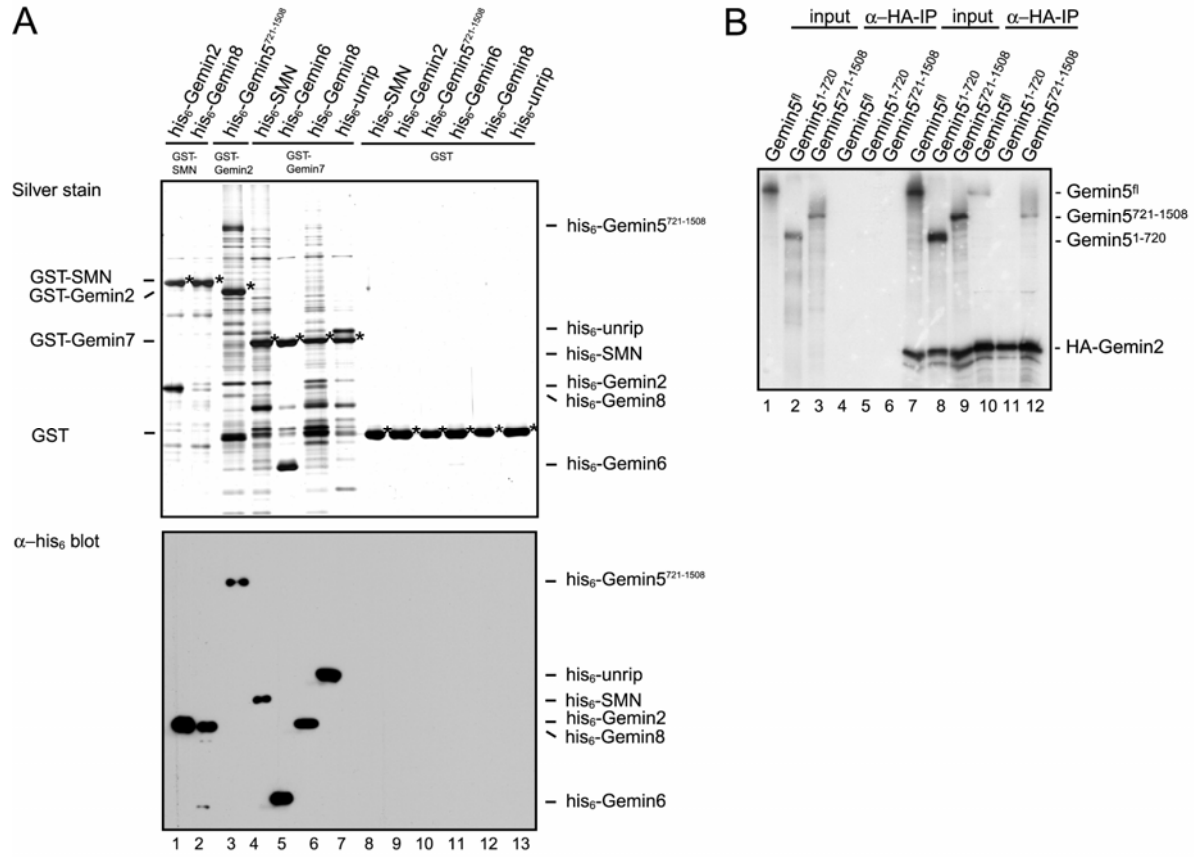 A
his₆-Gemin2
his₆-Gemin8
his₆-Gemin5⁷²¹⁻¹⁵⁰⁸
his₆-SMN
his₆-Gemin6
his₆-Gemin8
his₆-unrip
his₆-SMN
his₆-Gemin2
his₆-Gemin5⁷²¹⁻¹⁵⁰⁸
his₆-Gemin6
his₆-Gemin8
his₆-unrip
GST-SMN
GST-Gemin2
GST-Gemin7
GST
Silver stain
GST-SMN
GST-Gemin2
GST-Gemin7
GST
his₆-Gemin5⁷²¹⁻¹⁵⁰⁸
his₆-unrip
his₆-SMN
his₆-Gemin2
his₆-Gemin8
his₆-Gemin6
α–his₆ blot
his₆-Gemin5⁷²¹⁻¹⁵⁰⁸
his₆-unrip
his₆-SMN
his₆-Gemin2
his₆-Gemin8
his₆-Gemin6
1 2 3 4 5 6 7 8 9 10 11 12 13
B
input α–HA-IP input α–HA-IP
Gemin5ᶠˡ
Gemin5¹⁻⁷²⁰
Gemin5⁷²¹⁻¹⁵⁰⁸
Gemin5ᶠˡ
Gemin5¹⁻⁷²⁰
Gemin5⁷²¹⁻¹⁵⁰⁸
Gemin5ᶠˡ
Gemin5¹⁻⁷²⁰
Gemin5⁷²¹⁻¹⁵⁰⁸
Gemin5ᶠˡ
Gemin5¹⁻⁷²⁰
Gemin5⁷²¹⁻¹⁵⁰⁸
- Gemin5ᶠˡ
- Gemin5⁷²¹⁻¹⁵⁰⁸
- Gemin5¹⁻⁷²⁰
- HA-Gemin2
1 2 3 4 5 6 7 8 9 10 11 12